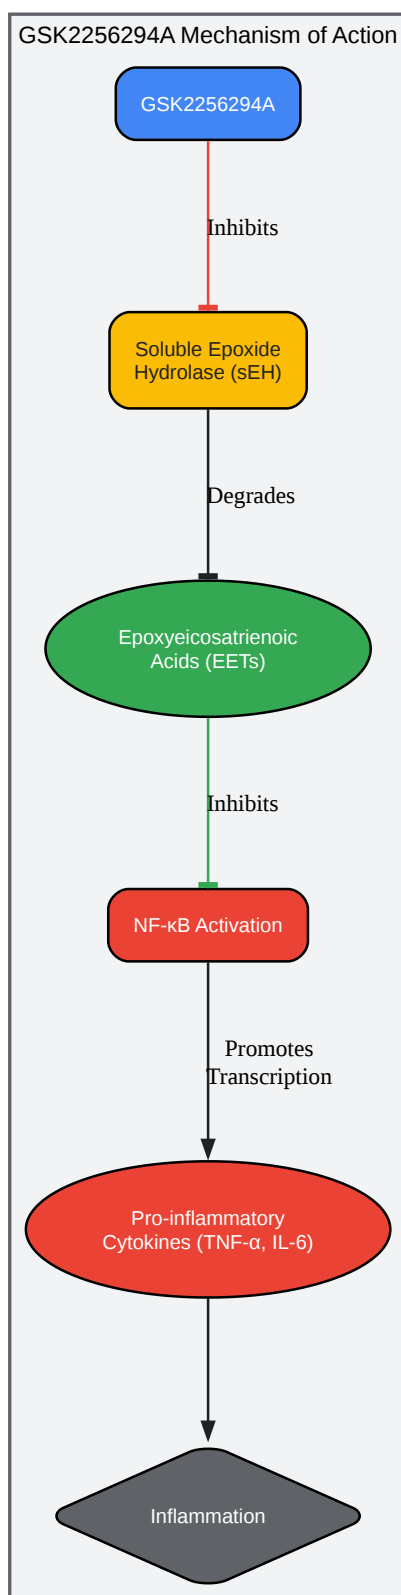 GSK2256294A Mechanism of Action
GSK2256294A
Inhibits
Soluble Epoxide
Hydrolase (sEH)
Degrades
Epoxyeicosatrienoic
Acids (EETs)
Inhibits
NF-κB Activation
Promotes
Transcription
Pro-inflammatory
Cytokines (TNF-α, IL-6)
Inflammation